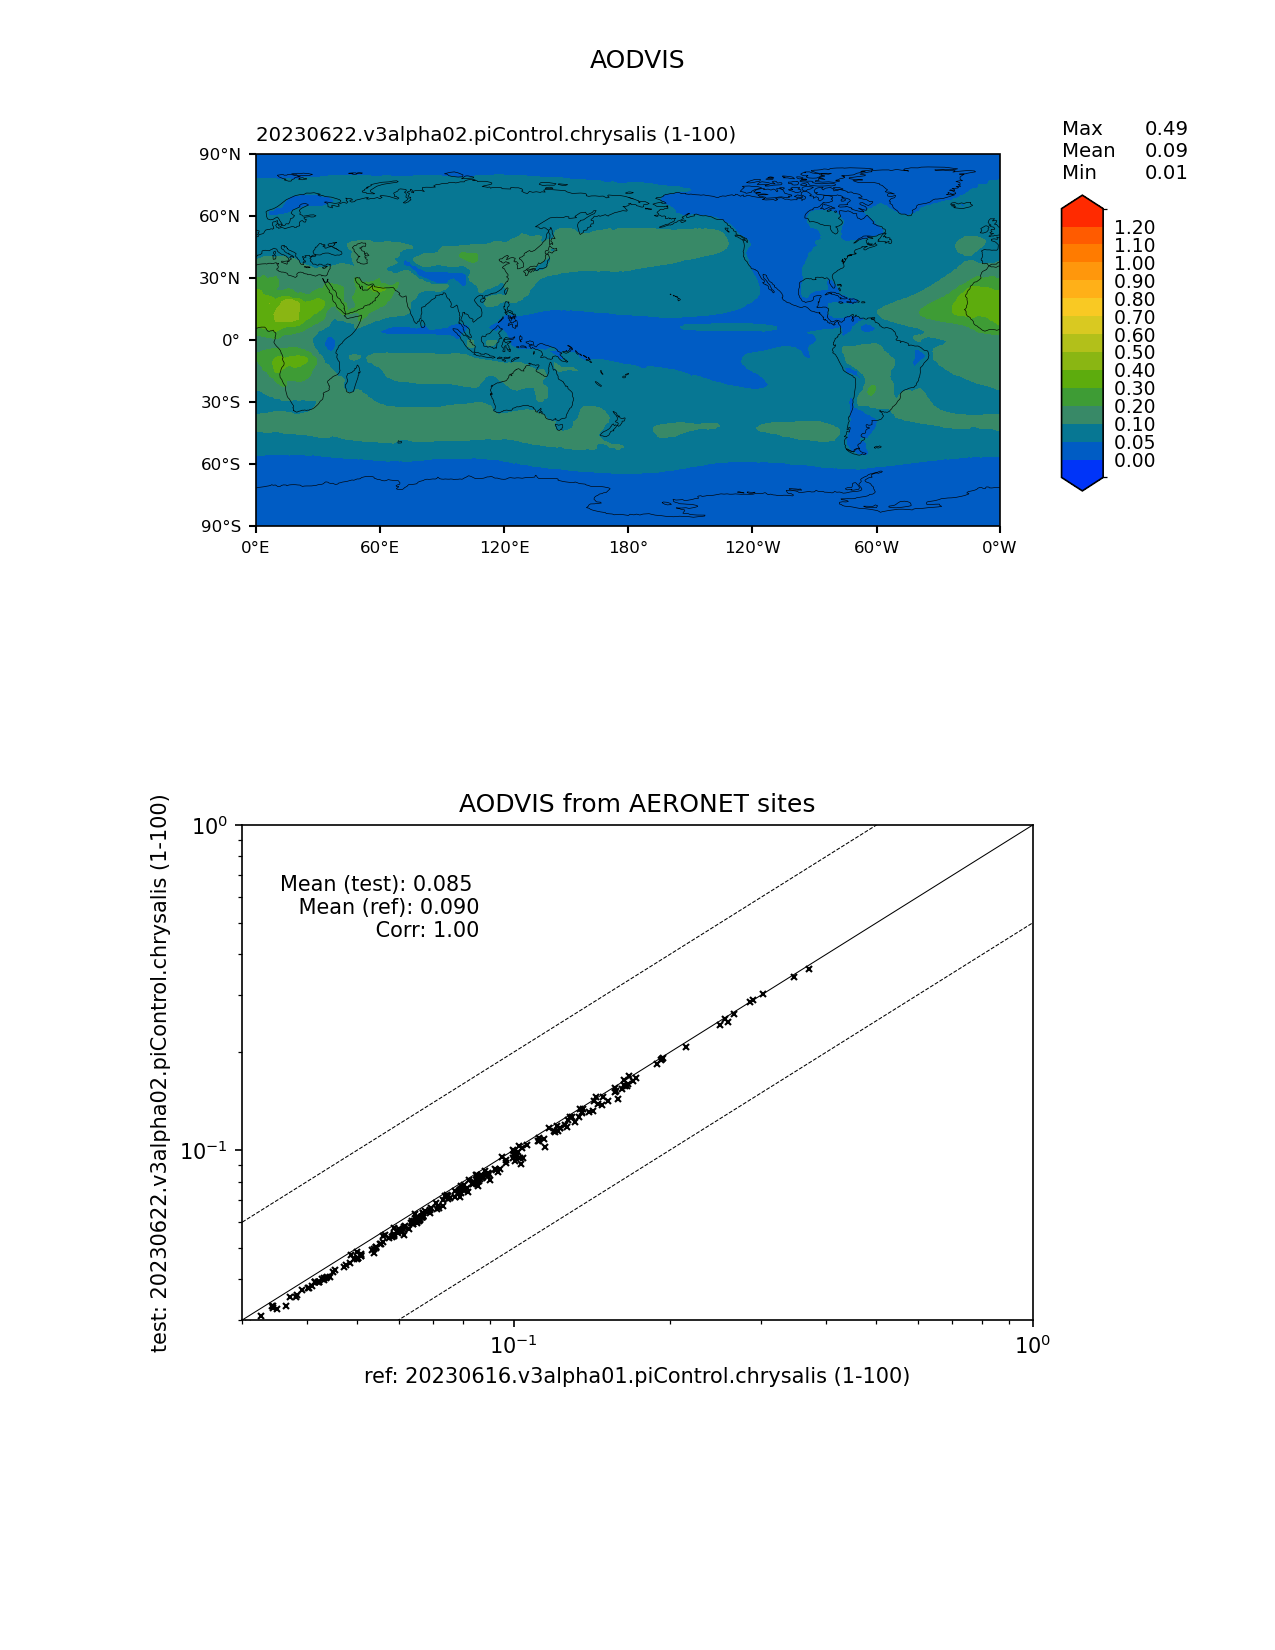 AODVIS
20230622.v3alpha02.piControl.chrysalis (1-100)
Max 0.49
Mean 0.09
Min 0.01
90°N
60°N
30°N
0°
30°S
60°S
90°S
0°E 60°E 120°E 180° 120°W 60°W 0°W
1.20
1.10
1.00
0.90
0.80
0.70
0.60
0.50
0.40
0.30
0.20
0.10
0.05
0.00
AODVIS from AERONET sites
test: 20230622.v3alpha02.piControl.chrysalis (1-100)
10⁰
10⁻¹
Mean (test): 0.085
Mean (ref): 0.090
Corr: 1.00
10⁻¹ 10⁰
ref: 20230616.v3alpha01.piControl.chrysalis (1-100)